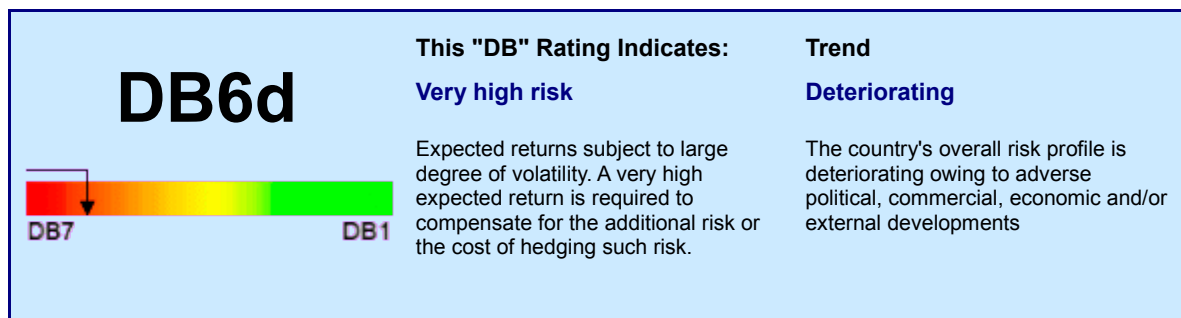 DB6d
DB7
DB1
This "DB" Rating Indicates:
Very high risk
Expected returns subject to large
degree of volatility. A very high
expected return is required to
compensate for the additional risk or
the cost of hedging such risk.
Trend
Deteriorating
The country's overall risk profile is
deteriorating owing to adverse
political, commercial, economic and/or
external developments